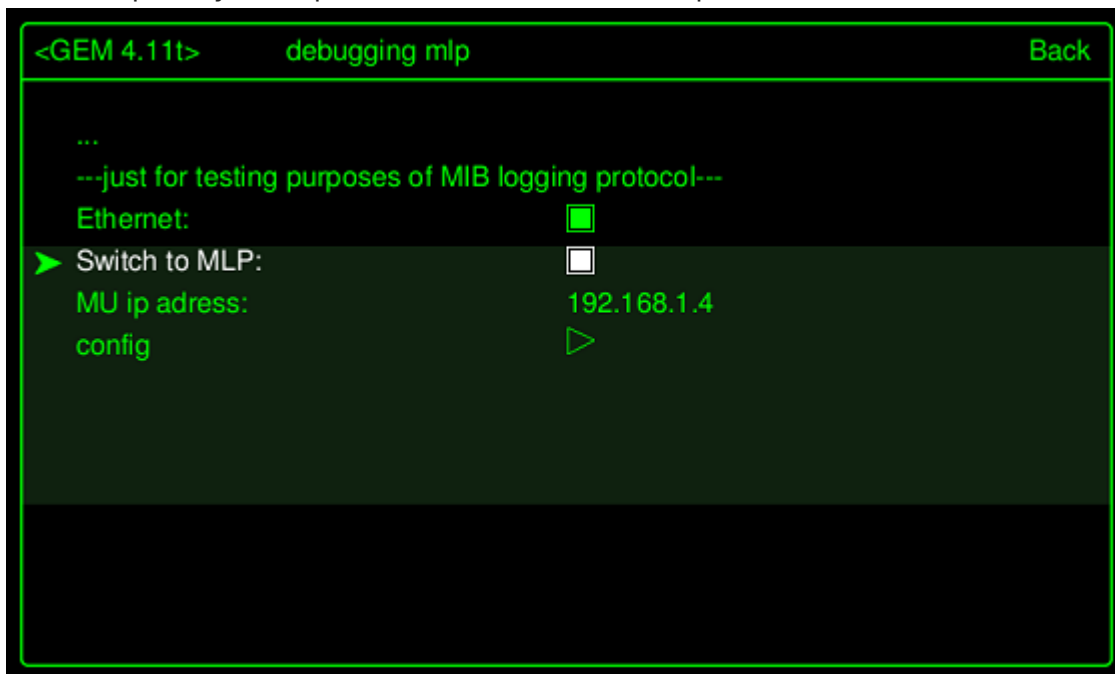 <GEM 4.11t> debugging mlp Back
...
---just for testing purposes of MIB logging protocol---
Ethernet:
Switch to MLP:
MU ip adress: 192.168.1.4
config